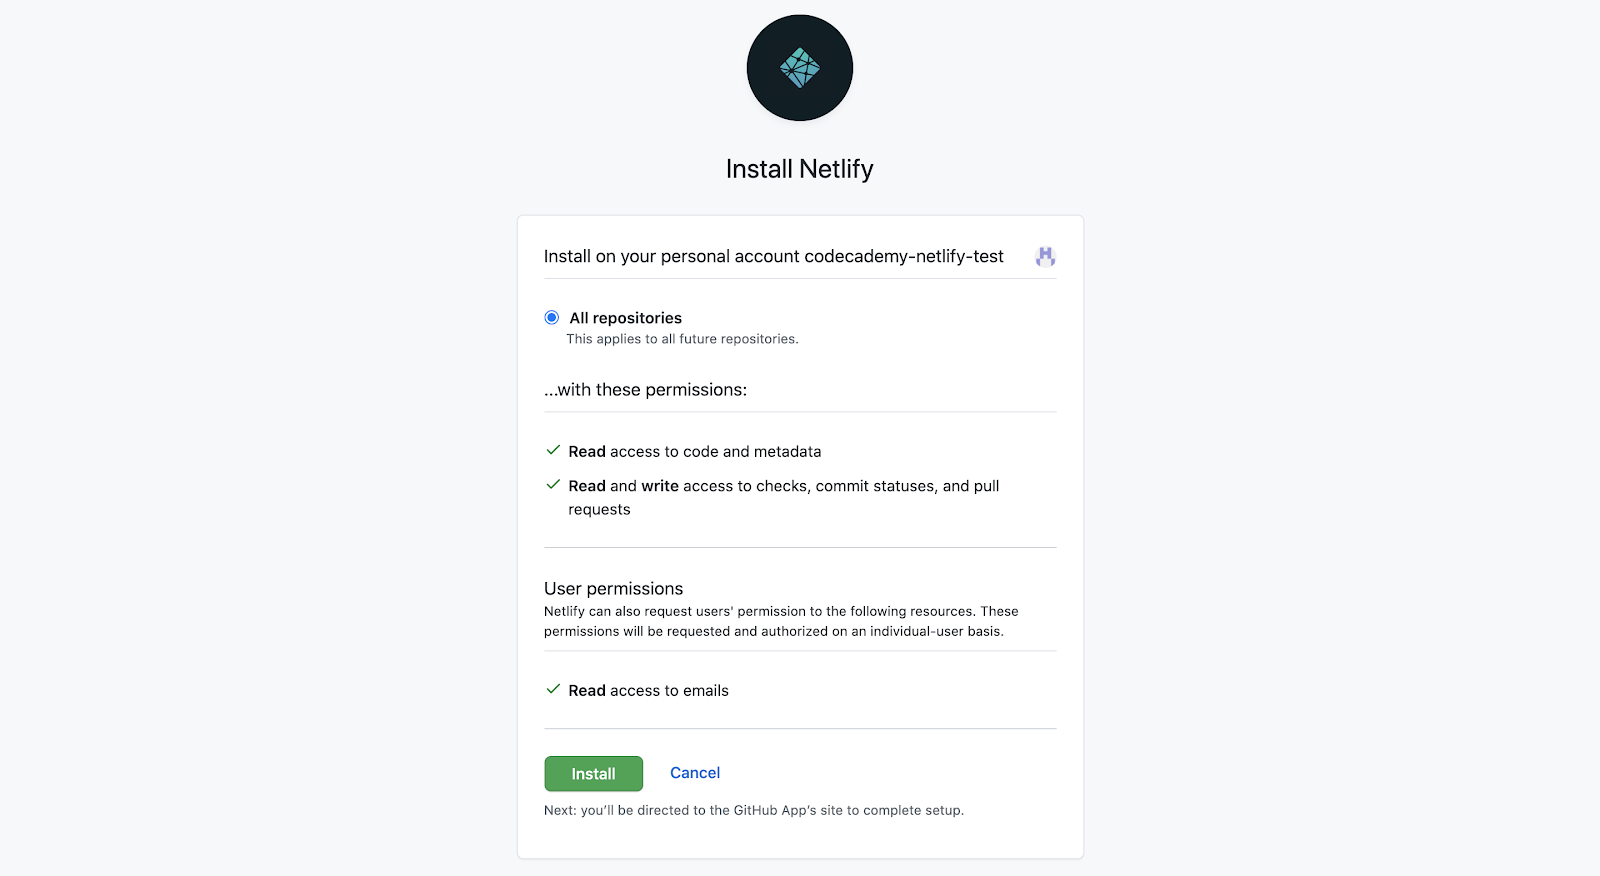 Install Netlify
Install on your personal account codecademy-netlify-test
All repositories
This applies to all future repositories.
...with these permissions:
Read access to code and metadata
Read and write access to checks, commit statuses, and pull
requests
User permissions
Netlify can also request users' permission to the following resources. These
permissions will be requested and authorized on an individual-user basis.
Read access to emails
Install Cancel
Next: you’ll be directed to the GitHub App’s site to complete setup.